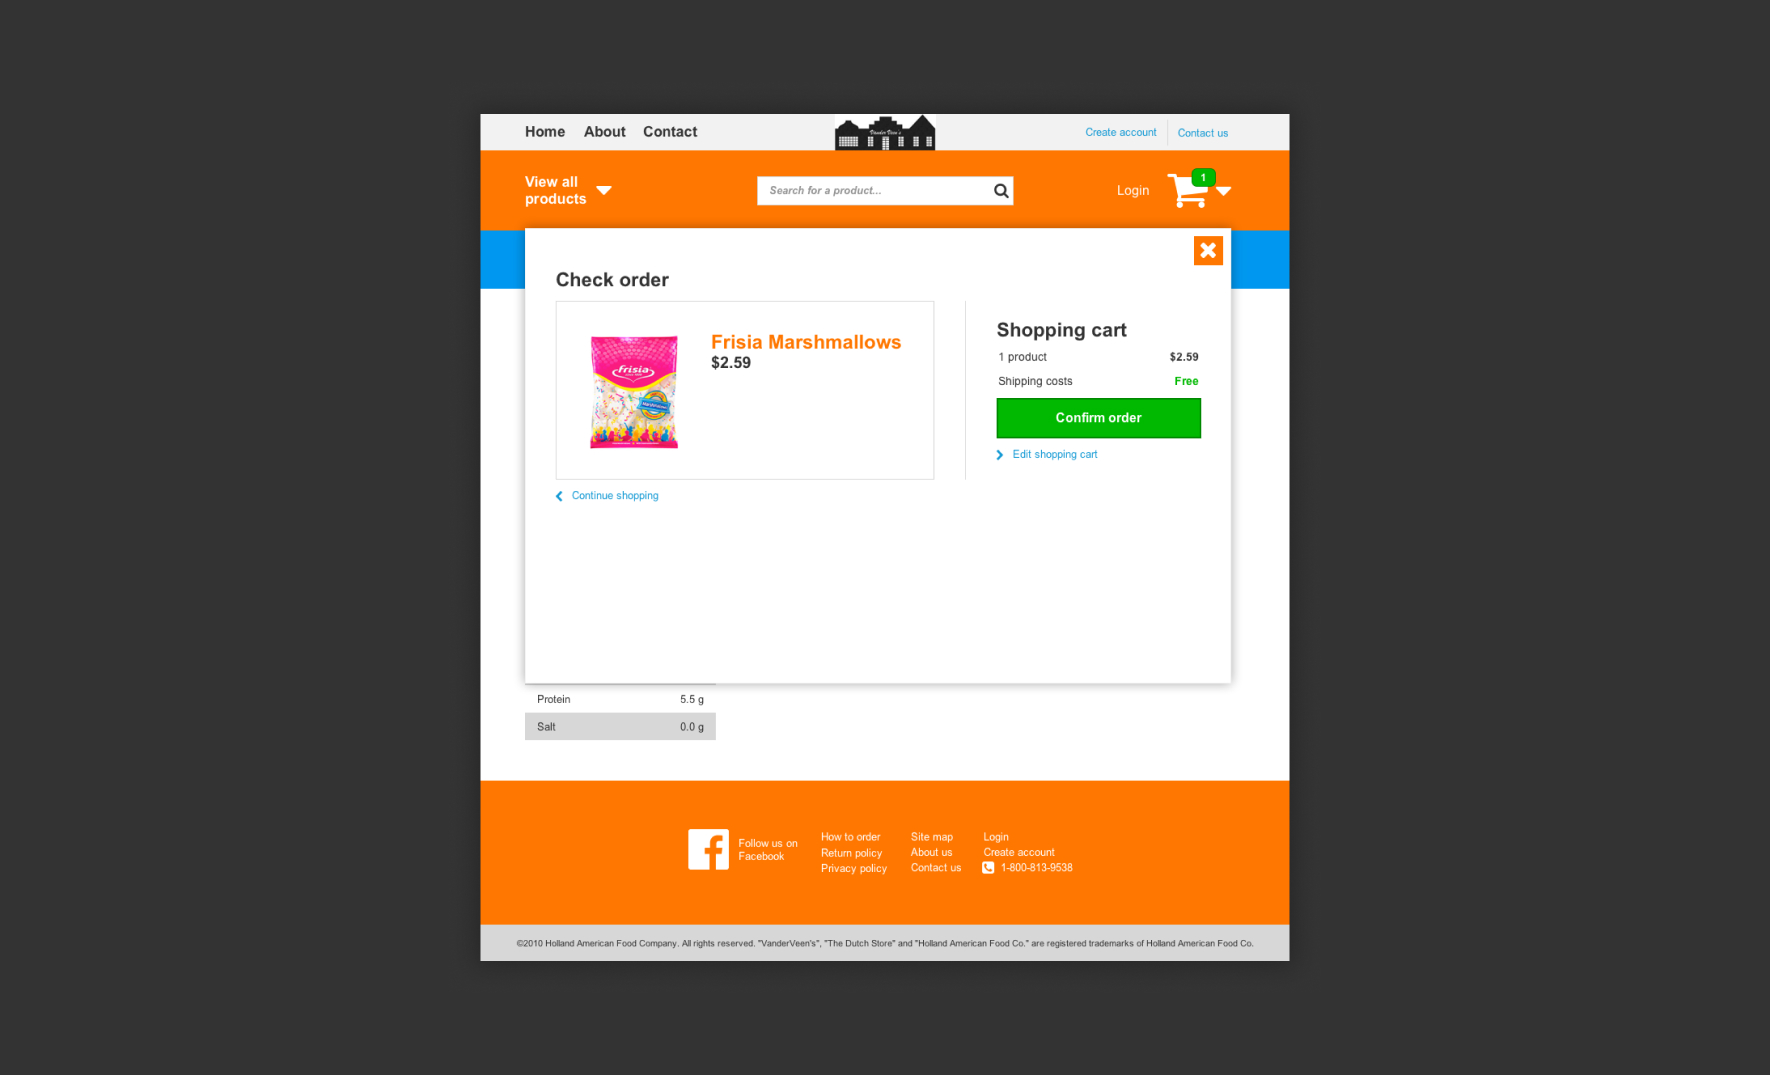 Home About Contact
VanderVeen's
Create account Contact us
View all
products
Search for a product...
Login
1
Check order
Frisia
Frisia Marshmallows
$2.59
Shopping cart
1 product $2.59
Shipping costs Free
Confirm order
Edit shopping cart
Continue shopping
Protein 5.5 g
Salt 0.0 g
Follow us on
Facebook
How to order
Return policy
Privacy policy
Site map
About us
Contact us
Login
Create account
1-800-813-9538
©2010 Holland American Food Company. All rights reserved. "VanderVeen's", "The Dutch Store" and "Holland American Food Co." are registered trademarks of Holland American Food Co.